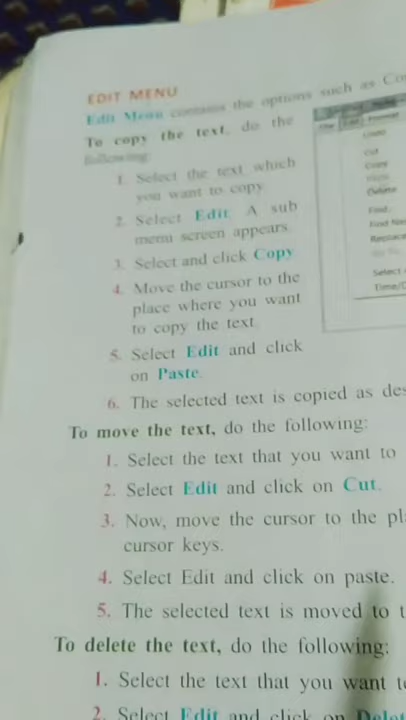 EDIT MENU
Edit Menu contains the options such as
To copy the text, do the
following:
1. Select the text which
you want to copy.
2. Select Edit. A sub
menu screen appears.
3. Select and click Copy.
4. Move the cursor to the
place where you want
to copy the text.
5. Select Edit and click
on Paste.
6. The selected text is copied as
To move the text, do the following:
1. Select the text that you want to
2. Select Edit and click on Cut.
3. Now, move the cursor to the
cursor keys.
4. Select Edit and click on paste.
5. The selected text is moved to
To delete the text, do the following:
1. Select the text that you want
2. Select Edit and click on
Edit
Cut
Copy
Delete
Find
Select